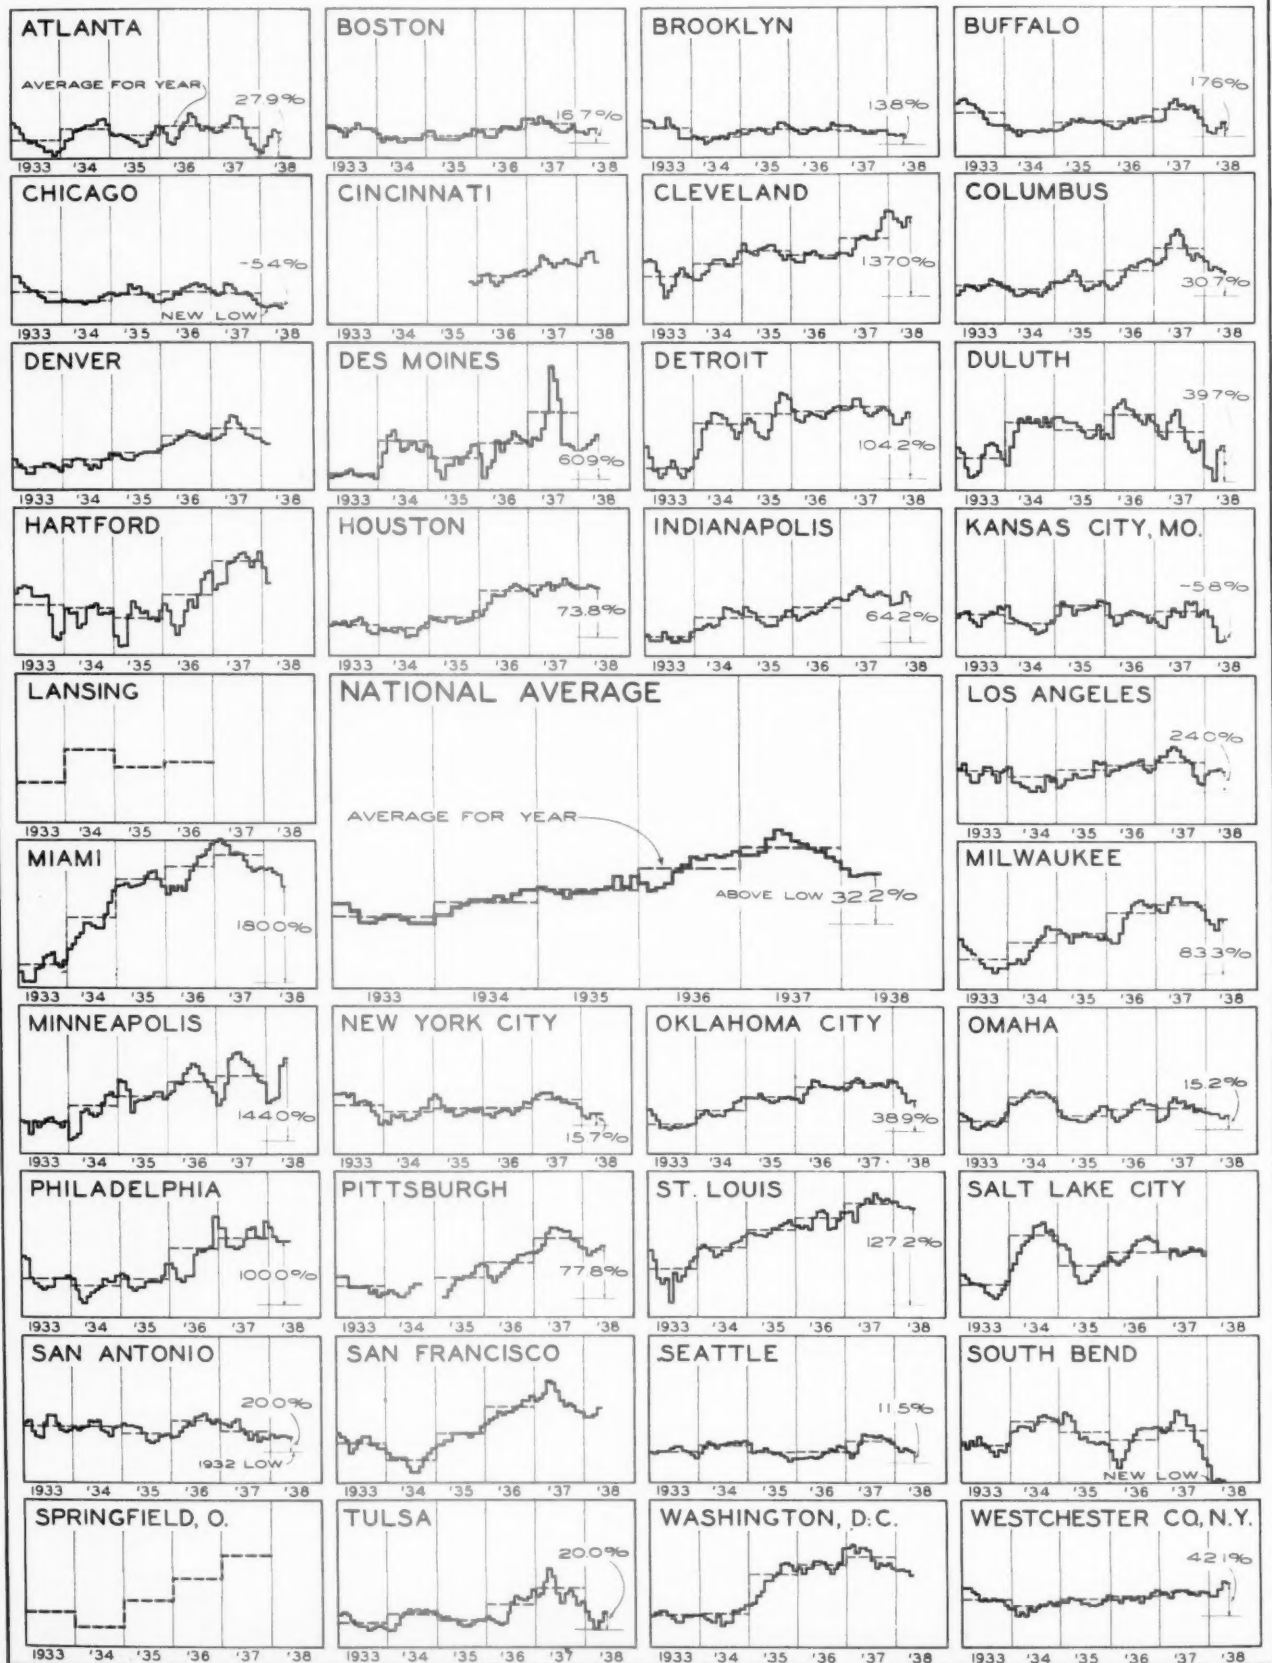 ATLANTA
AVERAGE FOR YEAR
27.9%
1933 '34 '35 '36 '37 '38
BOSTON
16.7%
1933 '34 '35 '36 '37 '38
BROOKLYN
13.8%
1933 '34 '35 '36 '37 '38
BUFFALO
17.6%
1933 '34 '35 '36 '37 '38
CHICAGO
-5.4%
NEW LOW
1933 '34 '35 '36 '37 '38
CINCINNATI
1933 '34 '35 '36 '37 '38
CLEVELAND
137.0%
1933 '34 '35 '36 '37 '38
COLUMBUS
30.7%
1933 '34 '35 '36 '37 '38
DENVER
1933 '34 '35 '36 '37 '38
DES MOINES
60.9%
1933 '34 '35 '36 '37 '38
DETROIT
104.2%
1933 '34 '35 '36 '37 '38
DULUTH
39.7%
1933 '34 '35 '36 '37 '38
HARTFORD
1933 '34 '35 '36 '37 '38
HOUSTON
73.8%
1933 '34 '35 '36 '37 '38
INDIANAPOLIS
64.2%
1933 '34 '35 '36 '37 '38
KANSAS CITY, MO.
-5.8%
1933 '34 '35 '36 '37 '38
LANSING
1933 '34 '35 '36 '37 '38
NATIONAL AVERAGE
AVERAGE FOR YEAR
ABOVE LOW 32.2%
1933 1934 1935 1936 1937 1938
LOS ANGELES
24.0%
1933 '34 '35 '36 '37 '38
MIAMI
180.0%
1933 '34 '35 '36 '37 '38
MILWAUKEE
83.3%
1933 '34 '35 '36 '37 '38
MINNEAPOLIS
144.0%
1933 '34 '35 '36 '37 '38
NEW YORK CITY
15.7%
1933 '34 '35 '36 '37 '38
OKLAHOMA CITY
38.9%
1933 '34 '35 '36 '37 '38
OMAHA
15.2%
1933 '34 '35 '36 '37 '38
PHILADELPHIA
100.0%
1933 '34 '35 '36 '37 '38
PITTSBURGH
77.8%
1933 '34 '35 '36 '37 '38
ST. LOUIS
127.2%
1933 '34 '35 '36 '37 '38
SALT LAKE CITY
1933 '34 '35 '36 '37 '38
SAN ANTONIO
20.0%
1932 LOW
1933 '34 '35 '36 '37 '38
SAN FRANCISCO
1933 '34 '35 '36 '37 '38
SEATTLE
11.5%
1933 '34 '35 '36 '37 '38
SOUTH BEND
NEW LOW
1933 '34 '35 '36 '37 '38
SPRINGFIELD, O.
1933 '34 '35 '36 '37 '38
TULSA
20.0%
1933 '34 '35 '36 '37 '38
WASHINGTON, D.C.
1933 '34 '35 '36 '37 '38
WESTCHESTER CO., N.Y.
42.1%
1933 '34 '35 '36 '37 '38